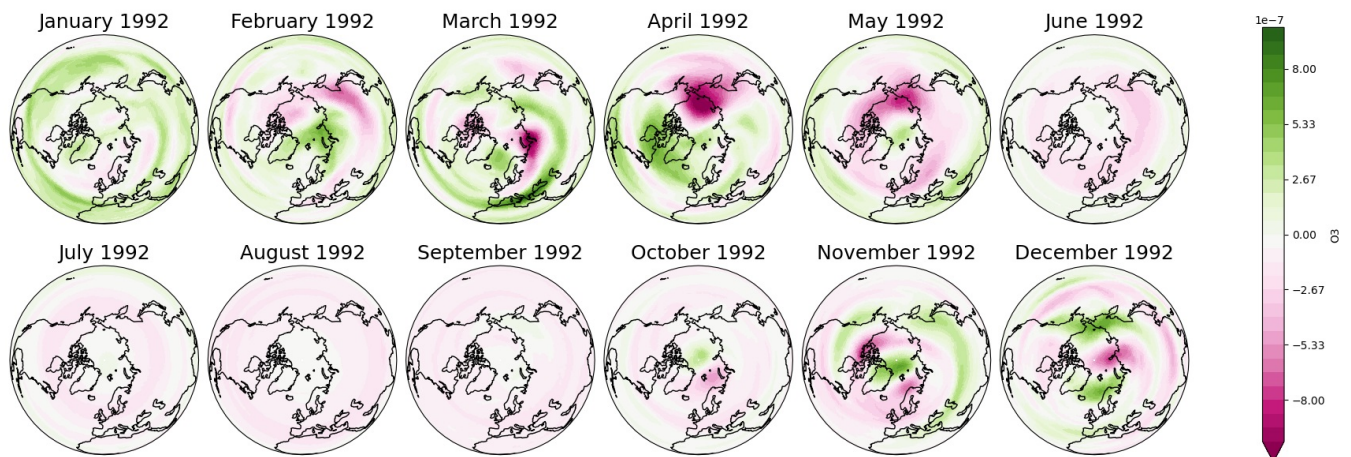 January 1992
February 1992
March 1992
April 1992
May 1992
June 1992
July 1992
August 1992
September 1992
October 1992
November 1992
December 1992
1e−7
8.00
5.33
2.67
0.00
−2.67
−5.33
−8.00
O3